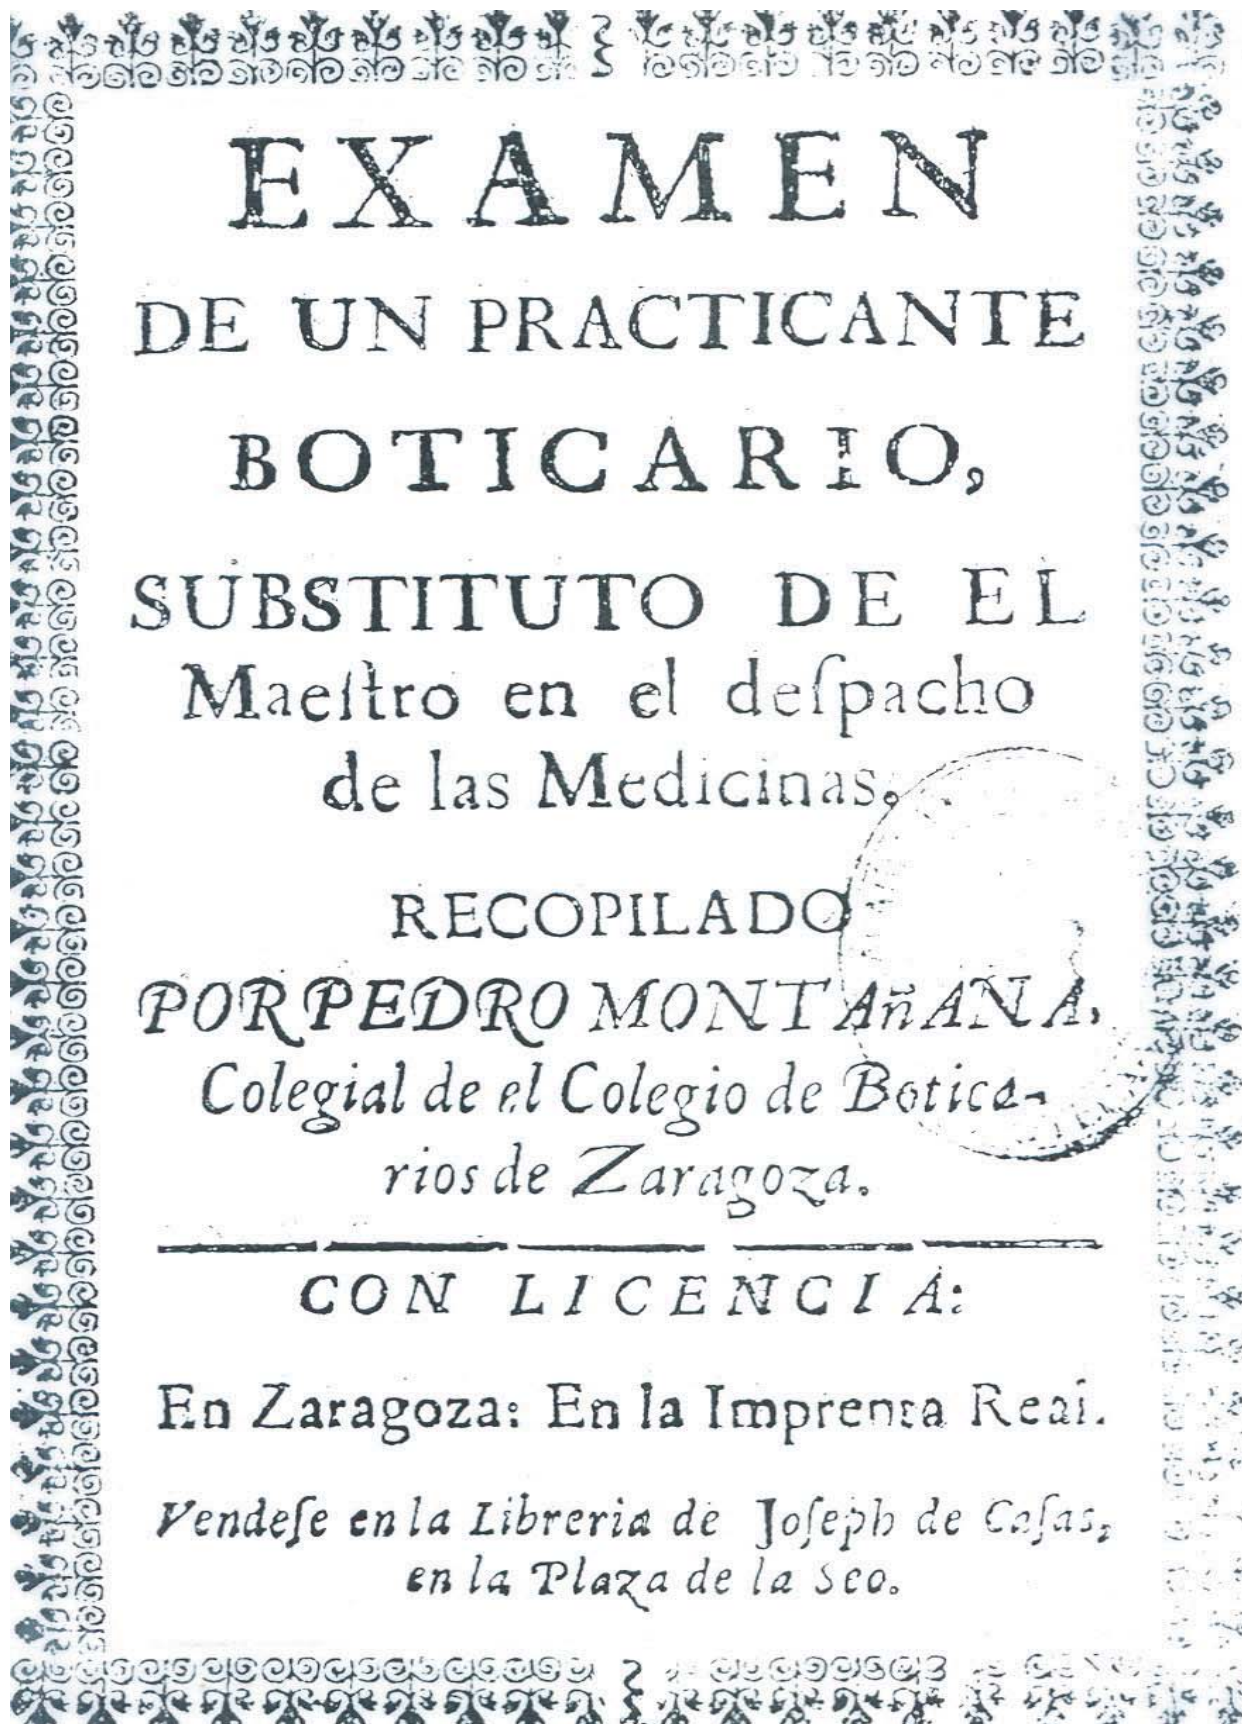 EXAMEN
DE UN PRACTICANTE
BOTICARIO,
SUBSTITUTO DE EL
Maeſtro en el deſpacho
de las Medicinas.
RECOPILADO
POR PEDRO MONTAñANA,
Colegial de el Colegio de Botica-
rios de Zaragoza.
CON LICENCIA:
En Zaragoza: En la Imprenta Real.
Vendeſe en la Libreria de Joſeph de Caſas,
en la Plaza de la Seo.